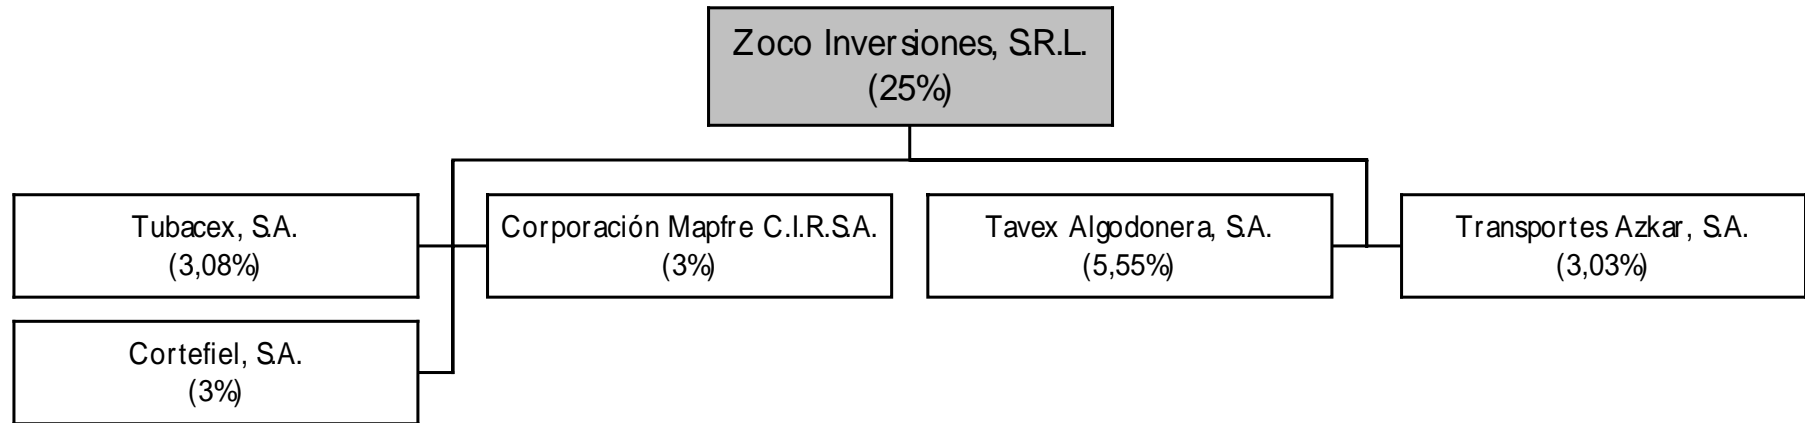 Zoco Inversiones, S.R.L.
(25%)
Tubacex, S.A.
(3,08%)
Corporación Mapfre C.I.R.S.A.
(3%)
Tavex Algodonera, S.A.
(5,55%)
Transportes Azkar, S.A.
(3,03%)
Cortefiel, S.A.
(3%)